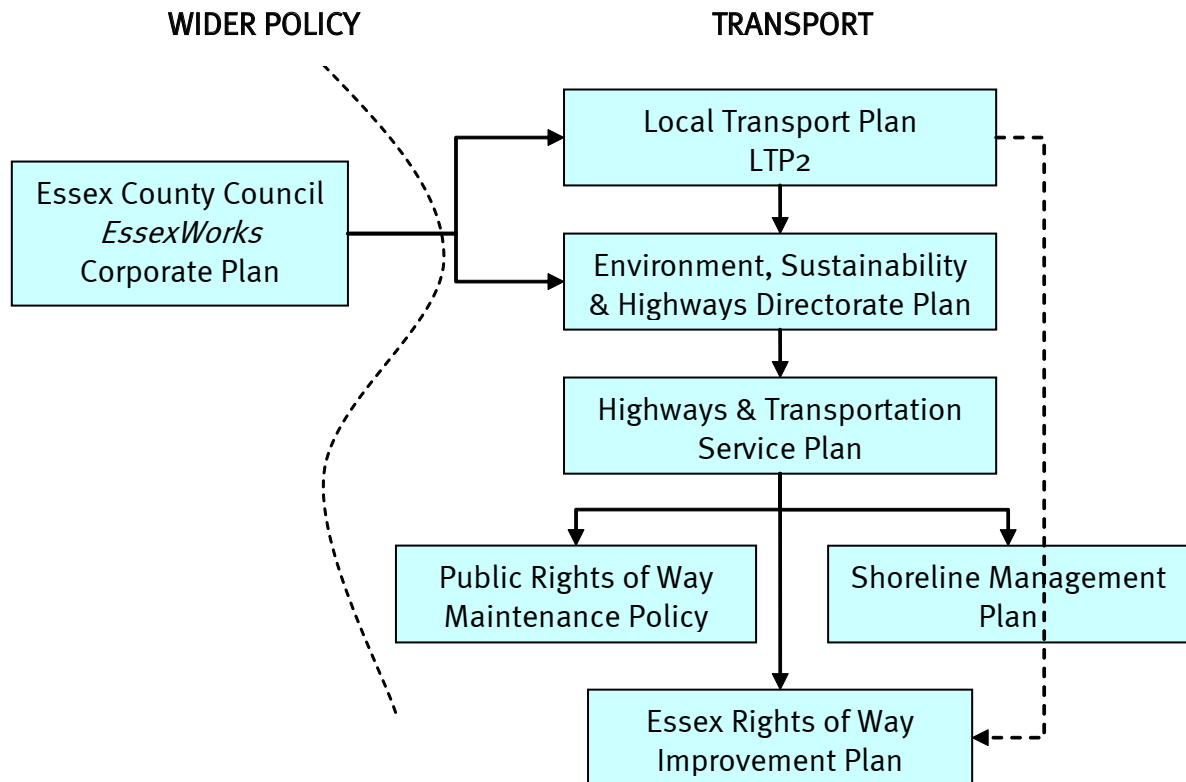 WIDER POLICY
TRANSPORT
Local Transport Plan
LTP2
Essex County Council
EssexWorks
Corporate Plan
Environment, Sustainability
& Highways Directorate Plan
Highways & Transportation
Service Plan
Public Rights of Way
Maintenance Policy
Shoreline Management
Plan
Essex Rights of Way
Improvement Plan